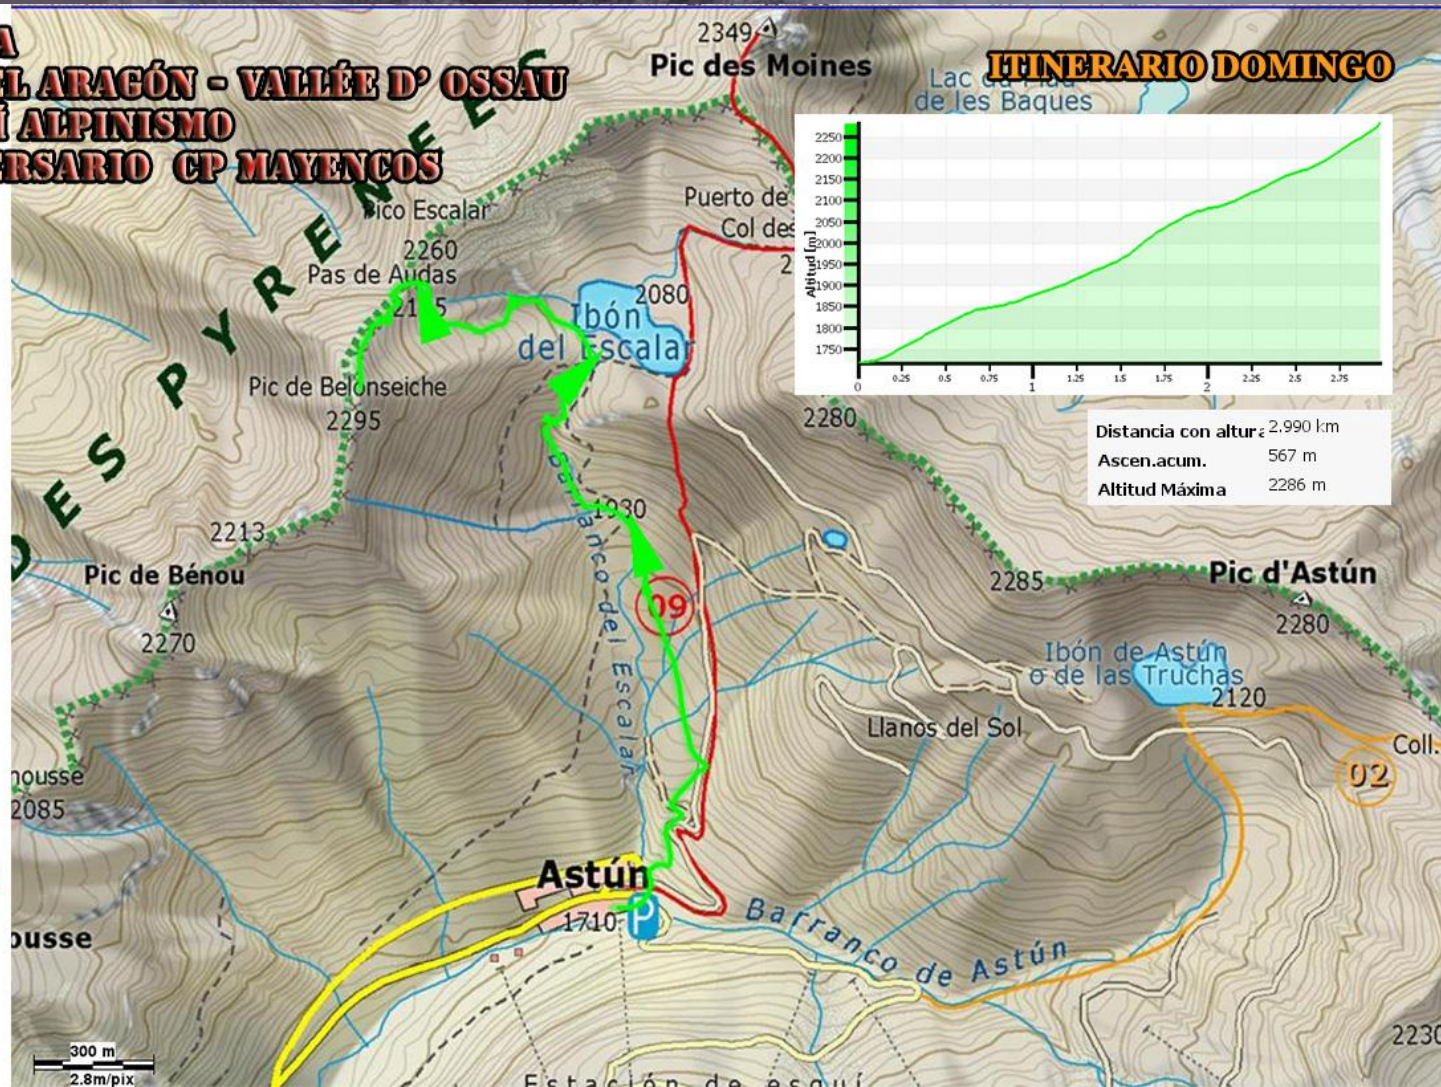 A
EL ARAGÓN - VALLÉE D' OSSAU
Í ALPINISMO
ERSARIO CP MAYENCOS
ITINERARIO DOMINGO
2349
Pic des Moines
de les Baques
DES PYRENEES
Pico Escalar
2260
Pas de Audas
Puerto de
Col des
2080
Ibón
del Escalar
Pic de Belonseiche
2295
2280
Altitud [m]
2250
2200
2150
2100
2050
2000
1950
1900
1850
1800
1750
0
0.25
0.5
0.75
1
1.25
1.5
1.75
2
2.25
2.5
2.75
Distancia con altura 2.990 km
Ascen.acum. 567 m
Altitud Máxima 2286 m
1930
2213
Pic de Bénou
2270
09
Barranco del Escalar
2285
Pic d'Astún
2280
Ibón de Astún
o de las Truchas
2120
Llanos del Sol
Coll.
02
housse
2085
ousse
Astún
1710
P
Barranco de Astún
2230
300 m
2.8m/pix
Estación de esquí